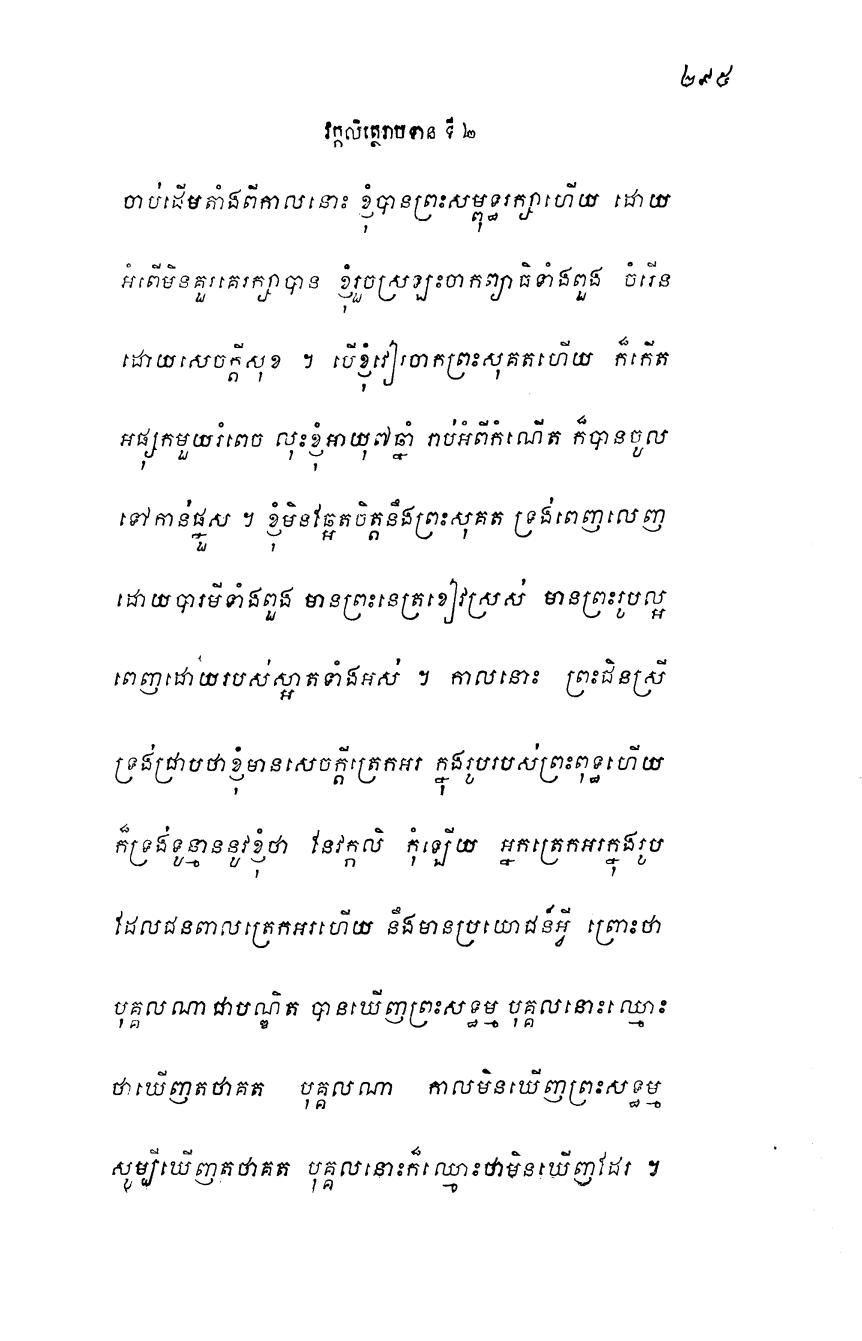 ២៩៥
វក្កលិត្ថេរាបទាន ទី ២
ចាប់ដើមតាំងពីកាលនោះ ខ្ញុំបានព្រះសម្ពុទ្ធរក្សាហើយ ដោយ
អំពើមិនគួរគេរក្សាបាន ខ្ញុំរួចស្រឡះចាកព្យាធិទាំងពួង ចំរើន
ដោយសេចក្តីសុខ ។ បើខ្ញុំវៀរចាកព្រះសុគតហើយ ក៏កើត
អផ្សុកមួយរំពេច លុះខ្ញុំអាយុ៧ឆ្នាំ រាប់អំពីកំណើត ក៏បានចូល
ទៅកាន់ផ្នួស ។ ខ្ញុំមិនឆ្អែតចិត្តនឹងព្រះសុគត ទ្រង់ពេញលេញ
ដោយបារមីទាំងពួង មានព្រះនេត្រខៀវស្រស់ មានព្រះរូបល្អ
ពេញដោយរបស់ស្អាតទាំងអស់ ។ កាលនោះ ព្រះជិនស្រី
ទ្រង់ជ្រាបថាខ្ញុំមានសេចក្តីត្រេកអរ ក្នុងរូបរបស់ព្រះពុទ្ធហើយ
ក៏ទ្រង់ទូន្មាននូវខ្ញុំថា នែវក្កលិ កុំឡើយ អ្នកត្រេកអរក្នុងរូប
ដែលជនពាលត្រេកអរហើយ នឹងមានប្រយោជន៍អ្វី ព្រោះថា
បុគ្គលណាជាបណ្ឌិត បានឃើញព្រះសទ្ធម្ម បុគ្គលនោះឈ្មោះ
ថាឃើញតថាគត បុគ្គលណា កាលមិនឃើញព្រះសទ្ធម្ម
សូម្បីឃើញតថាគត បុគ្គលនោះក៏ឈ្មោះថាមិនឃើញដែរ ។